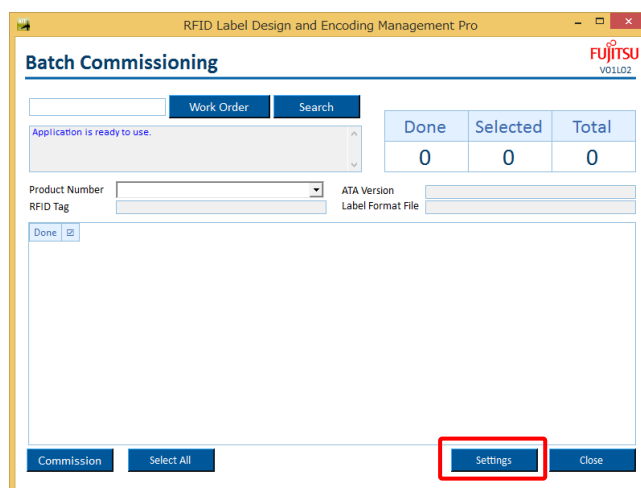 RFID Label Design and Encoding Management Pro
Batch Commissioning
FUJITSU
V01L02
Work Order Search
Application is ready to use.
Done Selected Total
0 0 0
Product Number
ATA Version
RFID Tag
Label Format File
Done
Commission Select All Settings Close